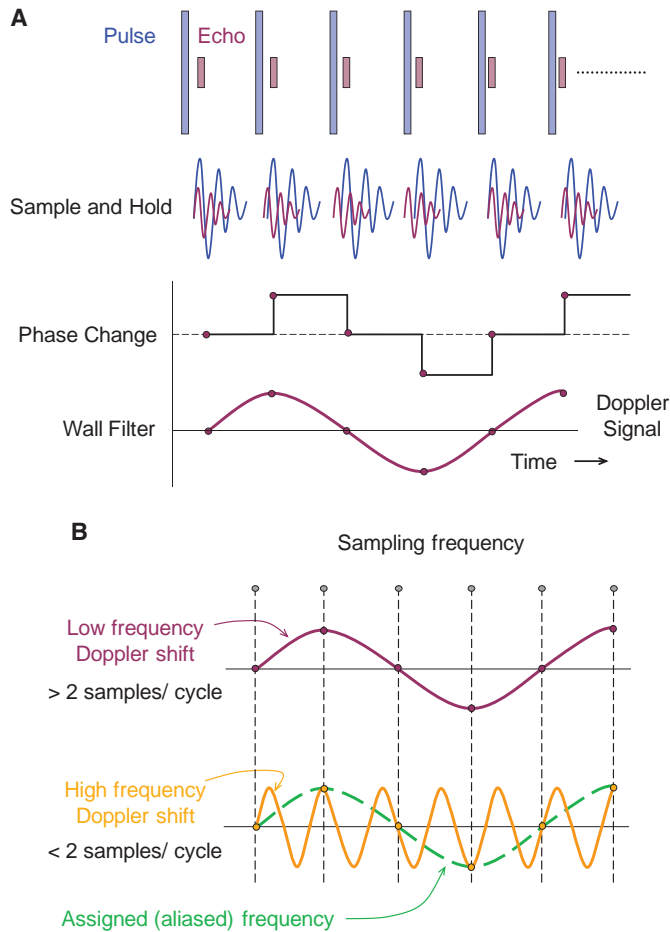 A
Pulse Echo
Sample and Hold
Phase Change
Wall Filter
Doppler
Signal
Time
B
Sampling frequency
Low frequency
Doppler shift
> 2 samples/ cycle
High frequency
Doppler shift
< 2 samples/ cycle
Assigned (aliased) frequency